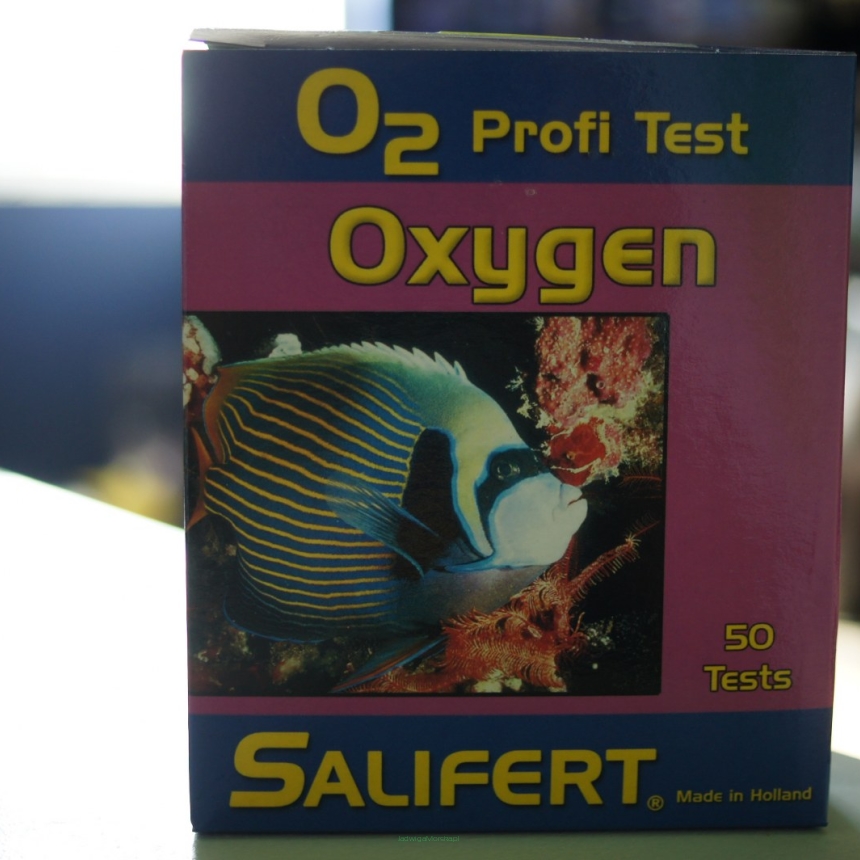 O2 Profi Test
Oxygen
50
Tests
SALIFERT® Made in Holland